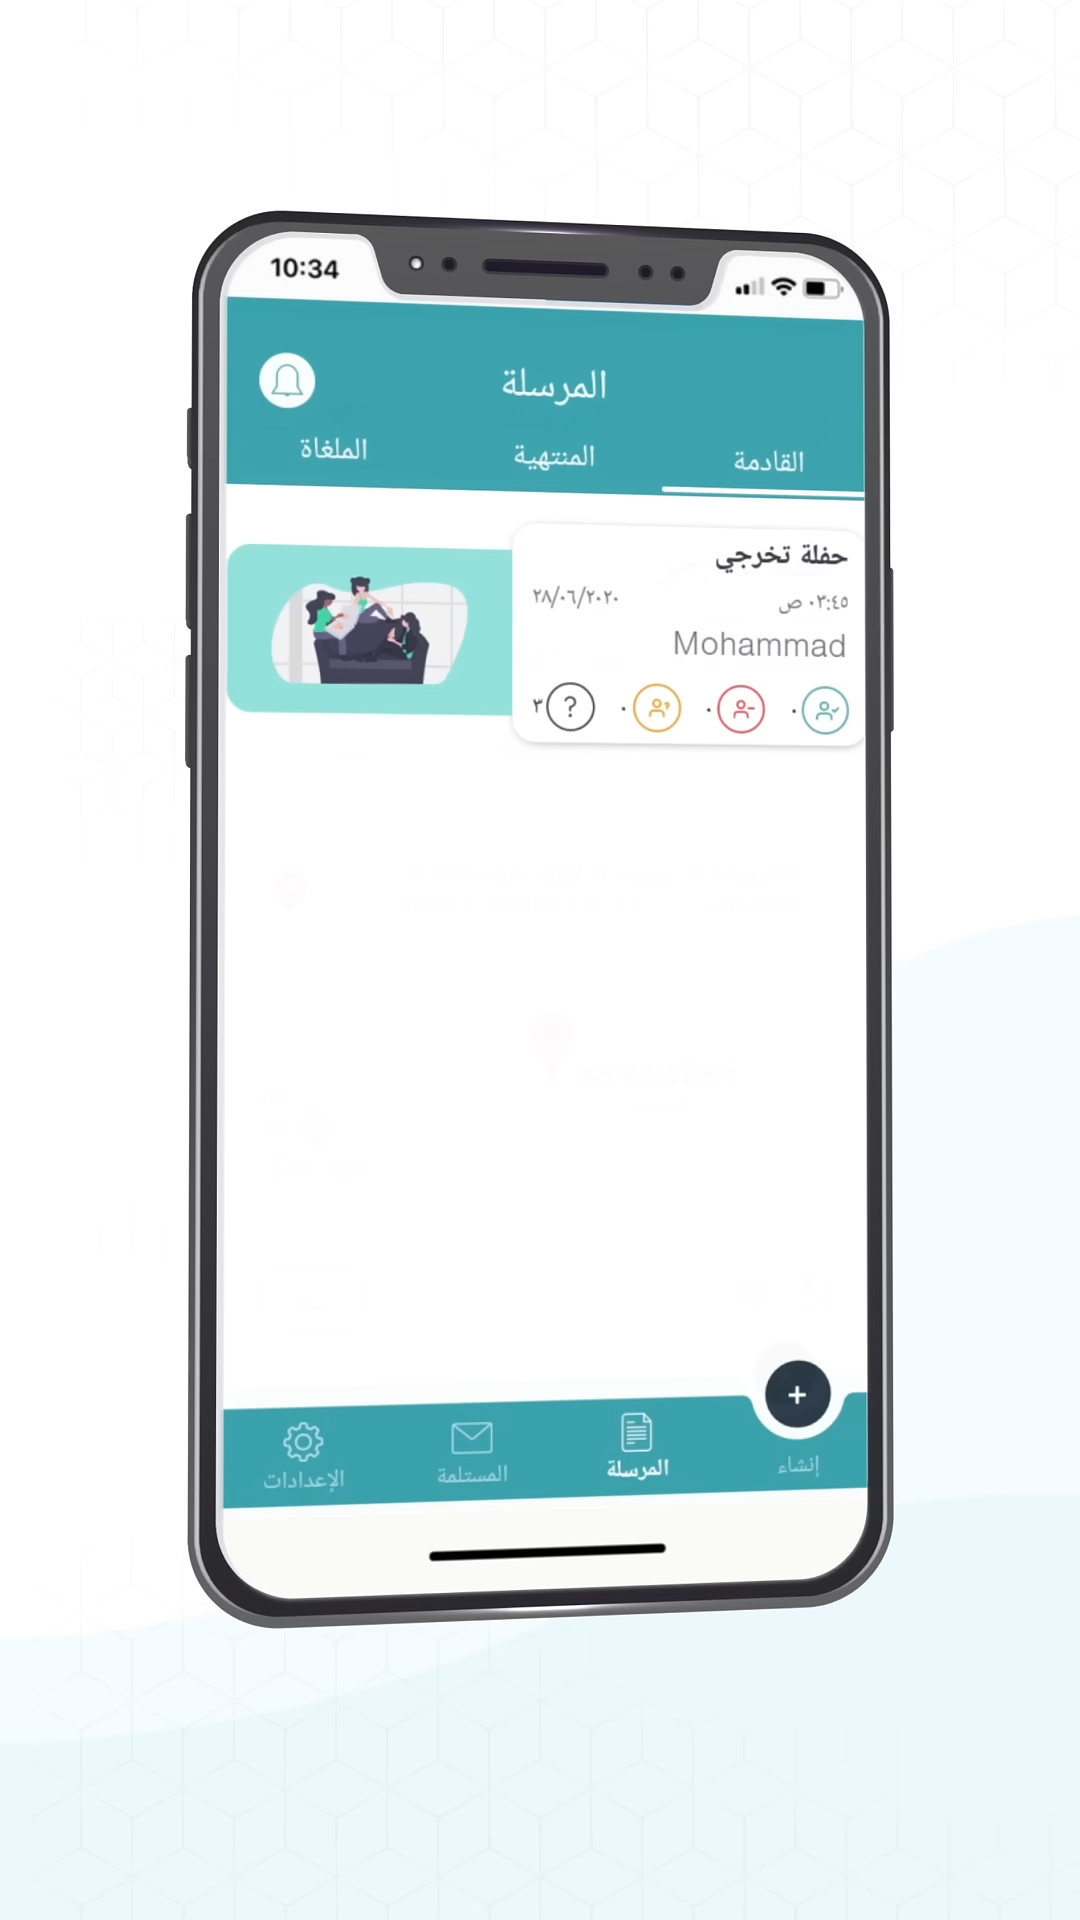 10:34
المرسلة
القادمة المنتهية الملغاة
حفلة تخرجي
٠٣:٤٥ ص ٢٨/٠٦/٢٠٢٠
Mohammad
٠ ٠ ٠ ? ٣
+
إنشاء المرسلة المستلمة الإعدادات